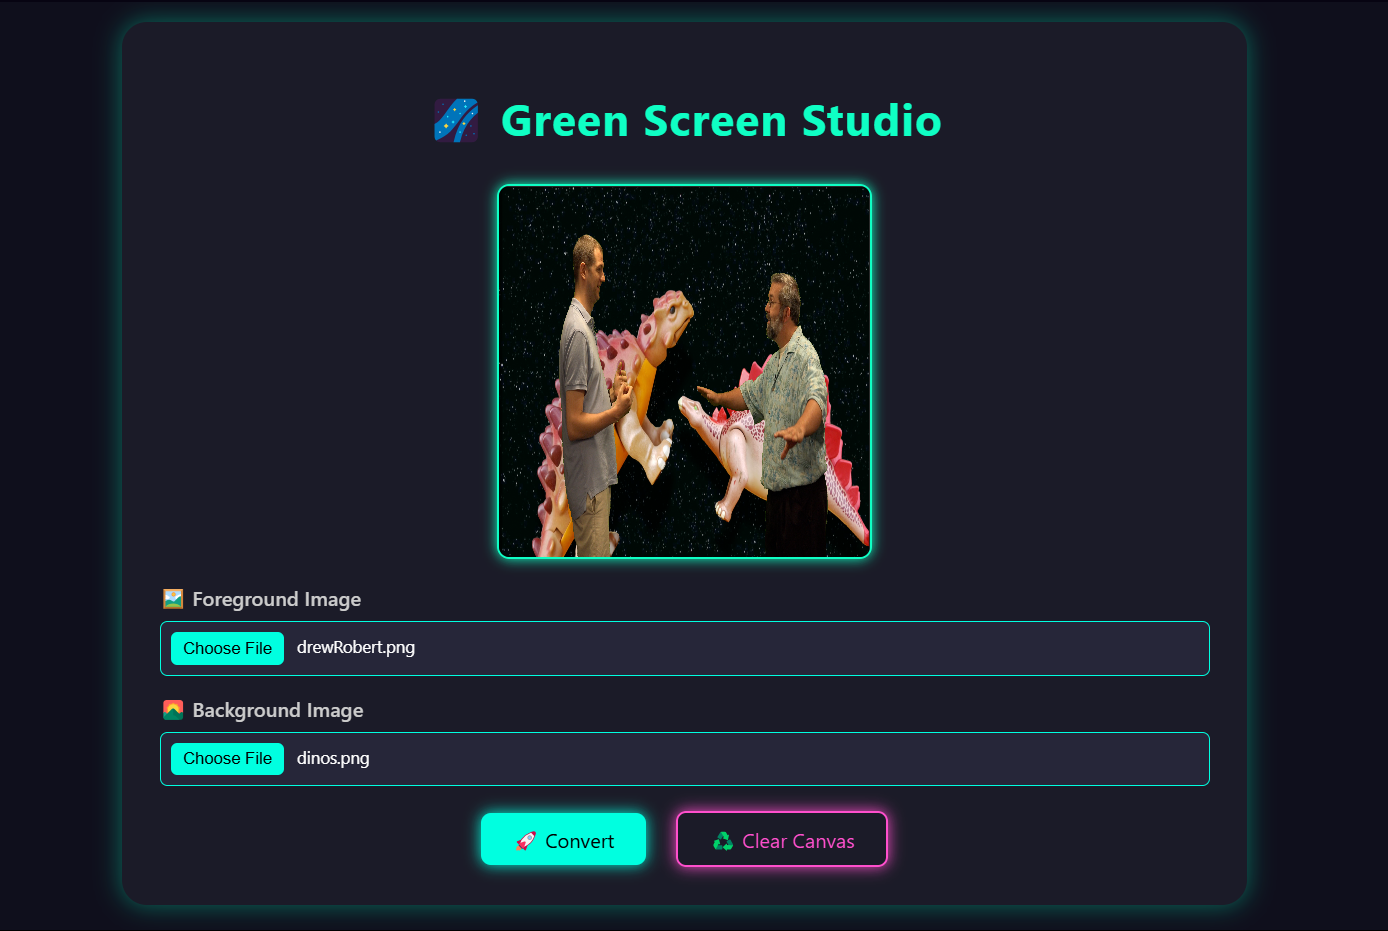 Green Screen Studio
Foreground Image
Choose File drewRobert.png
Background Image
Choose File dinos.png
Convert Clear Canvas